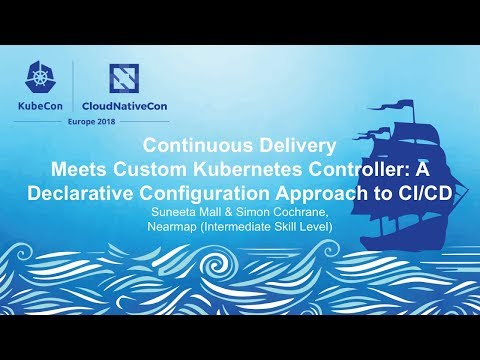 KubeCon
CloudNativeCon
Europe 2018
Continuous Delivery
Meets Custom Kubernetes Controller: A
Declarative Configuration Approach to CI/CD
Suneeta Mall & Simon Cochrane,
Nearmap (Intermediate Skill Level)